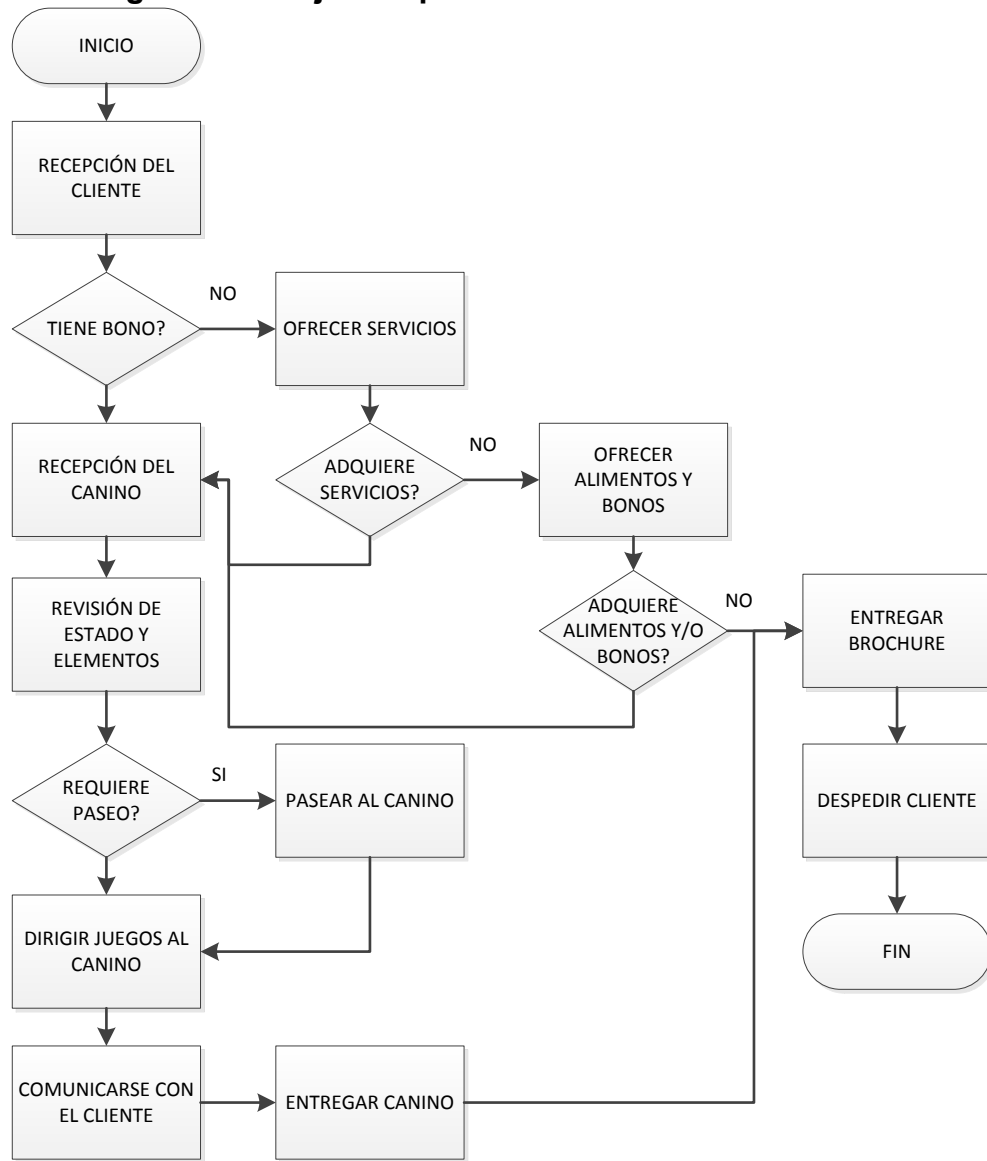 INICIO
RECEPCIÓN DEL
CLIENTE
TIENE BONO?
NO
OFRECER SERVICIOS
RECEPCIÓN DEL
CANINO
ADQUIERE
SERVICIOS?
NO
OFRECER
ALIMENTOS Y
BONOS
REVISIÓN DE
ESTADO Y
ELEMENTOS
ADQUIERE
ALIMENTOS Y/O
BONOS?
NO
ENTREGAR
BROCHURE
REQUIERE
PASEO?
SI
PASEAR AL CANINO
DESPEDIR CLIENTE
DIRIGIR JUEGOS AL
CANINO
FIN
COMUNICARSE CON
EL CLIENTE
ENTREGAR CANINO